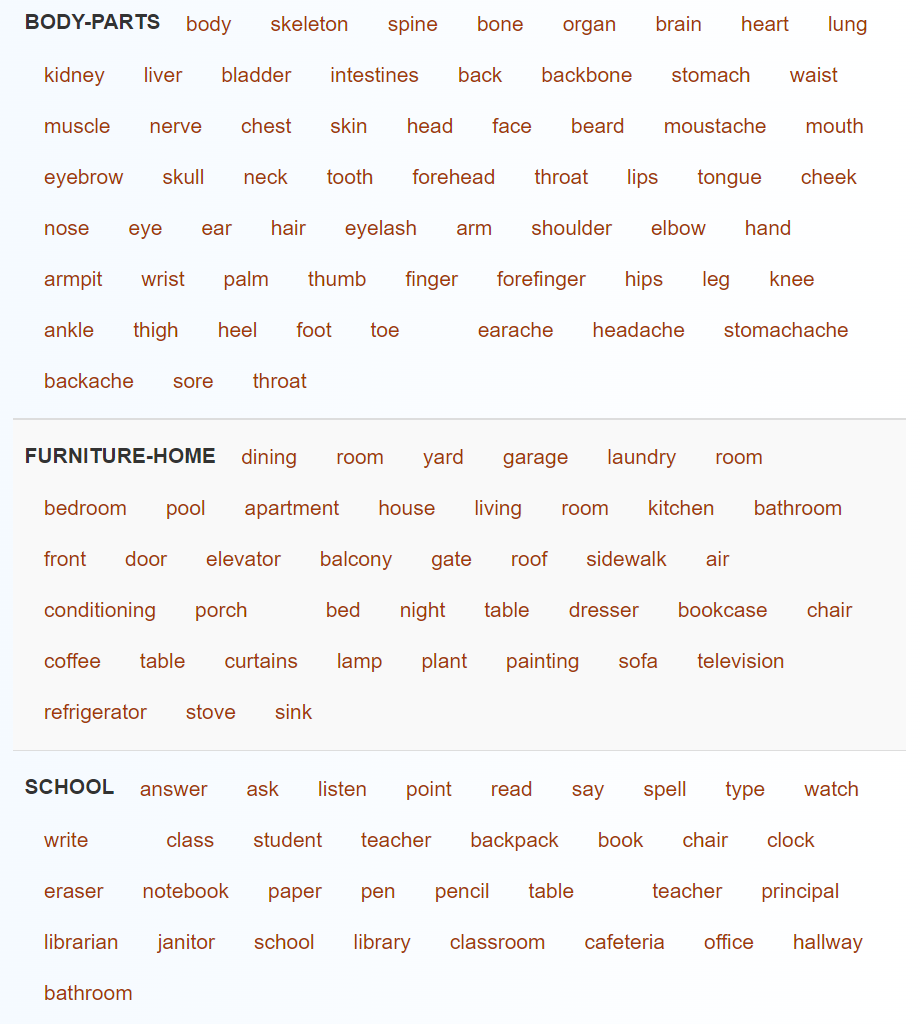 BODY-PARTS body skeleton spine bone organ brain heart lung
kidney liver bladder intestines back backbone stomach waist
muscle nerve chest skin head face beard moustache mouth
eyebrow skull neck tooth forehead throat lips tongue cheek
nose eye ear hair eyelash arm shoulder elbow hand
armpit wrist palm thumb finger forefinger hips leg knee
ankle thigh heel foot toe earache headache stomachache
backache sore throat
FURNITURE-HOME dining room yard garage laundry room
bedroom pool apartment house living room kitchen bathroom
front door elevator balcony gate roof sidewalk air
conditioning porch bed night table dresser bookcase chair
coffee table curtains lamp plant painting sofa television
refrigerator stove sink
SCHOOL answer ask listen point read say spell type watch
write class student teacher backpack book chair clock
eraser notebook paper pen pencil table teacher principal
librarian janitor school library classroom cafeteria office hallway
bathroom